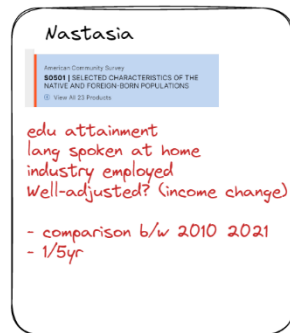 Nastasia
American Community Survey
S0501 | SELECTED CHARACTERISTICS OF THE
NATIVE AND FOREIGN-BORN POPULATIONS
View All 23 Products
edu attainment
lang spoken at home
industry employed
Well-adjusted? (income change)
- comparison b/w 2010 2021
- 1/5yr